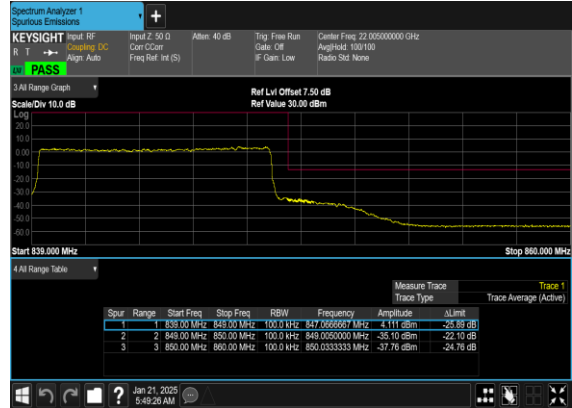 Spectrum Analyzer 1
Spurious Emissions
KEYSIGHT
R T
PASS
Input: RF
Coupling: DC
Align: Auto
Input Z: 50 Ω
Corr CCorr
Freq Ref: Int (S)
Atten: 40 dB
Trig: Free Run
Gate: Off
IF Gain: Low
Center Freq: 22.005000000 GHz
Avg|Hold: 100/100
Radio Std: None
3 All Range Graph
Ref Lvl Offset 7.50 dB
Scale/Div 10.0 dB
Ref Value 30.00 dBm
Log
20.0
10.0
0.00
-10.0
-20.0
-30.0
-40.0
-50.0
-60.0
Start 839.000 MHz
Stop 860.000 MHz
4 All Range Table
Measure Trace Trace 1
Trace Type Trace Average (Active)
Spur Range Start Freq Stop Freq RBW Frequency Amplitude ΔLimit
1 1 839.00 MHz 849.00 MHz 100.0 kHz 847.0666667 MHz 4.111 dBm -25.89 dB
2 2 849.00 MHz 850.00 MHz 100.0 kHz 849.0050000 MHz -35.10 dBm -22.10 dB
3 3 850.00 MHz 860.00 MHz 100.0 kHz 850.0333333 MHz -37.76 dBm -24.76 dB
Jan 21, 2025
5:49:26 AM